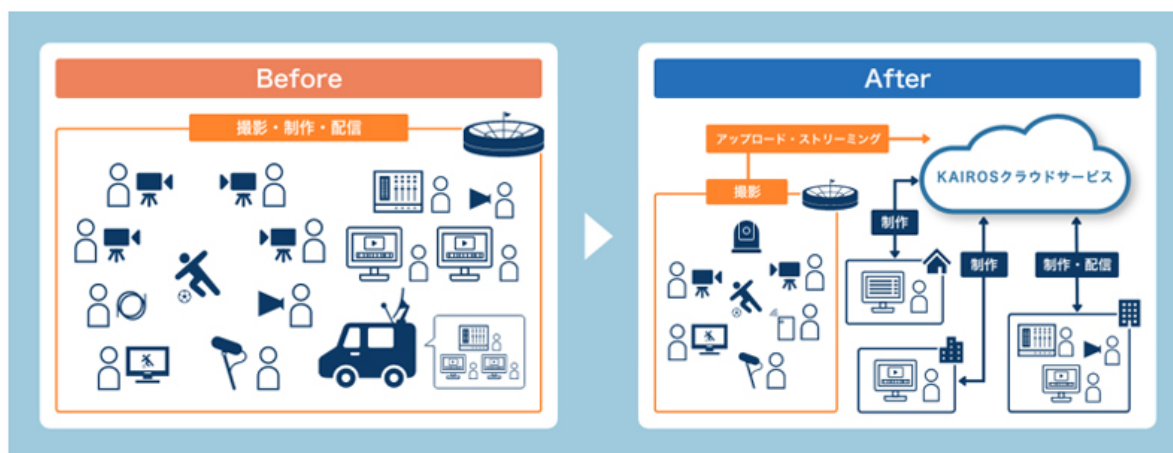 Before
撮影・制作・配信
After
アップロード・ストリーミング
KAIROSクラウドサービス
撮影
制作
制作
制作・配信